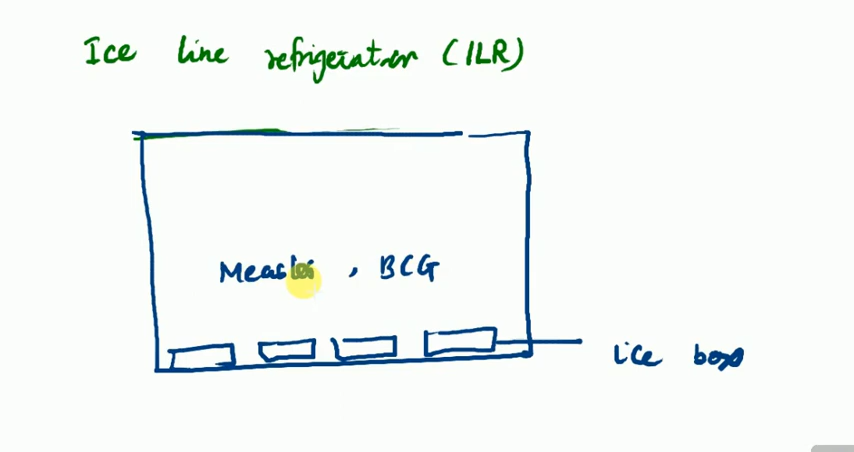 Ice line refrigerator (ILR)
Measles , BCG
ice box